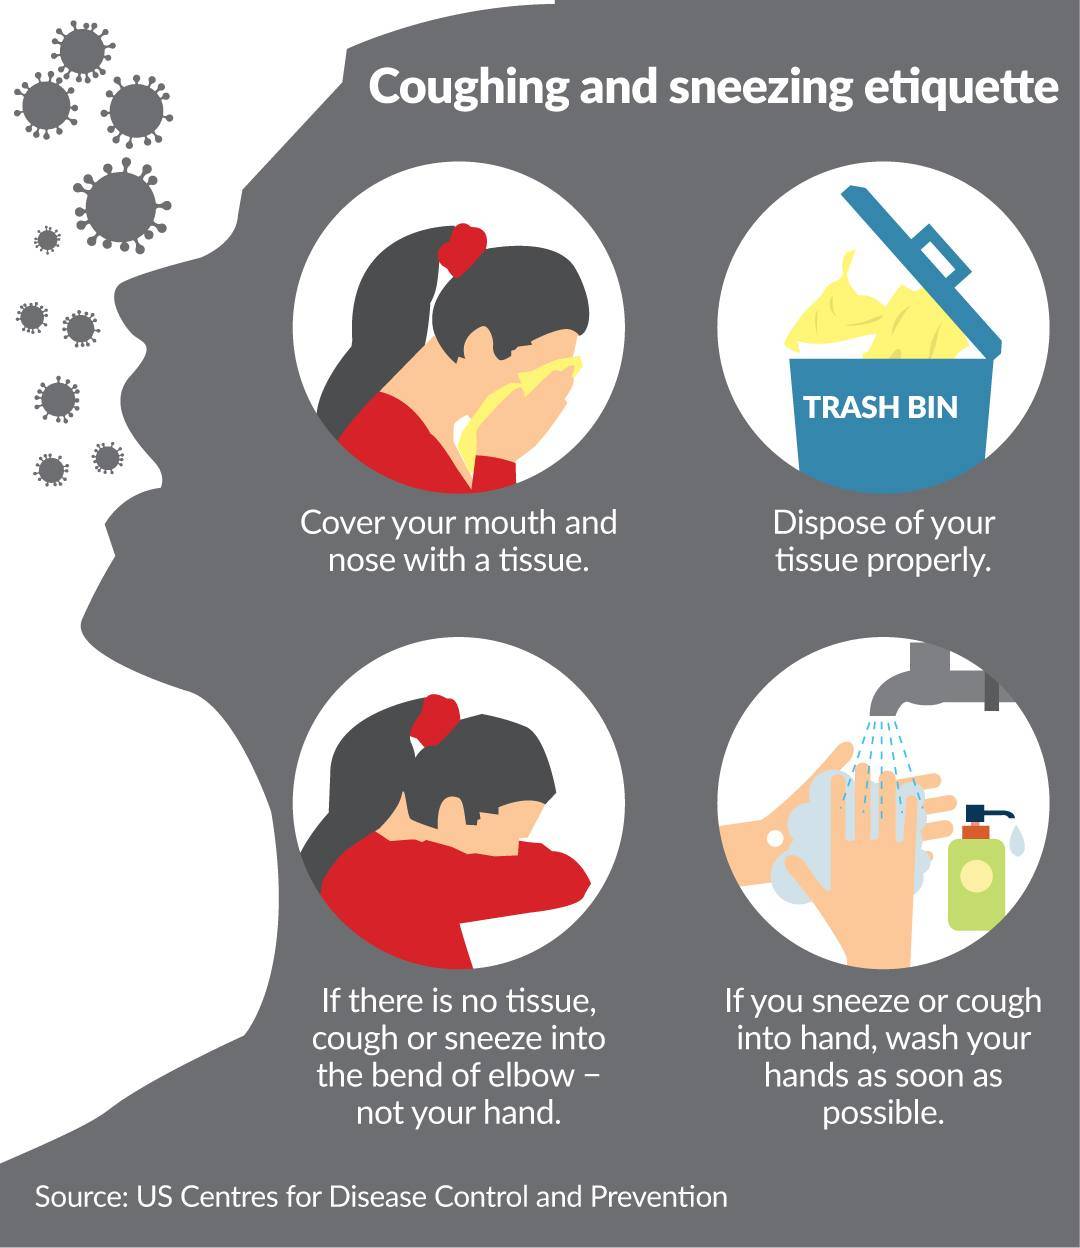 Coughing and sneezing etiquette
TRASH BIN
Cover your mouth and
nose with a tissue.
Dispose of your
tissue properly.
If there is no tissue,
cough or sneeze into
the bend of elbow –
not your hand.
If you sneeze or cough
into hand, wash your
hands as soon as
possible.
Source: US Centres for Disease Control and Prevention